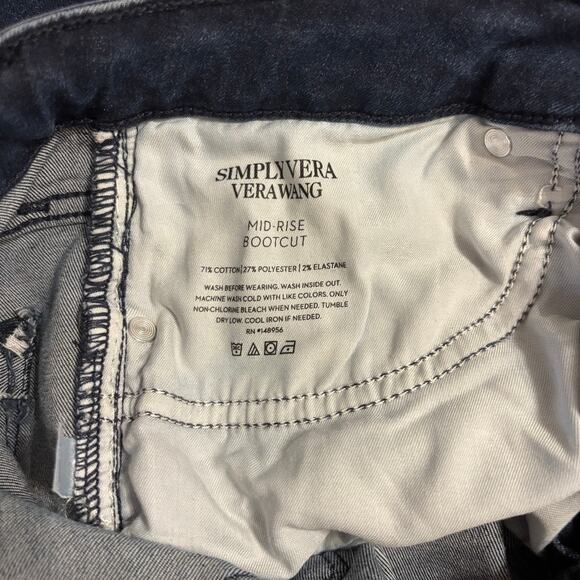 SIMPLYVERA
VERAWANG
MID-RISE
BOOTCUT
71% COTTON|27% POLYESTER|2% ELASTANE
WASH BEFORE WEARING. WASH INSIDE OUT.
MACHINE WASH COLD WITH LIKE COLORS. ONLY
NON-CHLORINE BLEACH WHEN NEEDED. TUMBLE
DRY LOW. COOL IRON IF NEEDED.
RN #148956